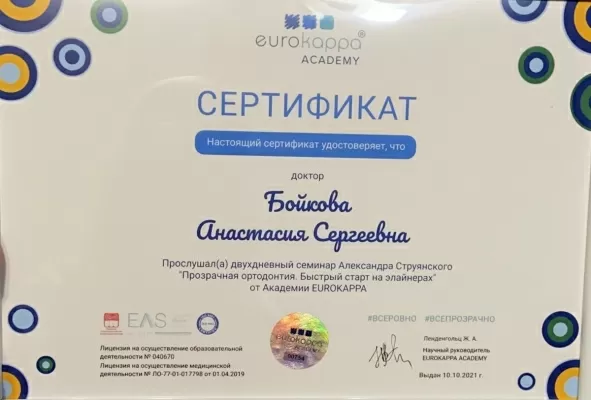 eurokappa®
ACADEMY
СЕРТИФИКАТ
Настоящий сертификат удостоверяет, что
доктор
Бойкова
Анастасия Сергеевна
Прослушал(а) двухдневный семинар Александра Струянского
"Прозрачная ортодонтия. Быстрый старт на элайнерах"
от Академии EUROKAPPA
EAS
Лицензия на осуществление образовательной
деятельности № 040670
Лицензия на осуществление медицинской
деятельности № ЛО-77-01-017798 от 01.04.2019
eurokappa
#ВСЕРОВНО #ВСЕПРОЗРАЧНО
Ленденгольц Ж. А.
Научный руководитель
EUROKAPPA ACADEMY
Выдан 10.10.2021 г.